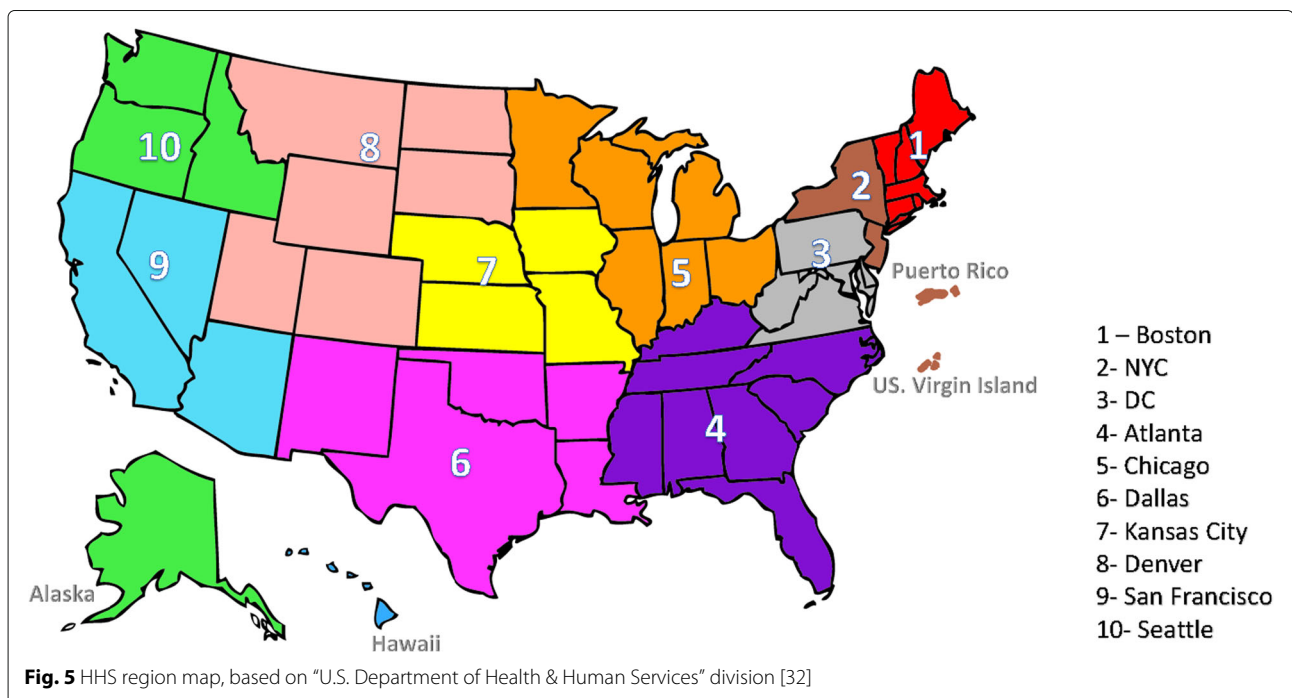 10
8
1
2
9
7
5
3
Puerto Rico
1 – Boston
2- NYC
US. Virgin Island
3- DC
4
4- Atlanta
6
5- Chicago
6- Dallas
7- Kansas City
8- Denver
Alaska
9- San Francisco
Hawaii
10- Seattle
Fig. 5 HHS region map, based on “U.S. Department of Health & Human Services” division [32]